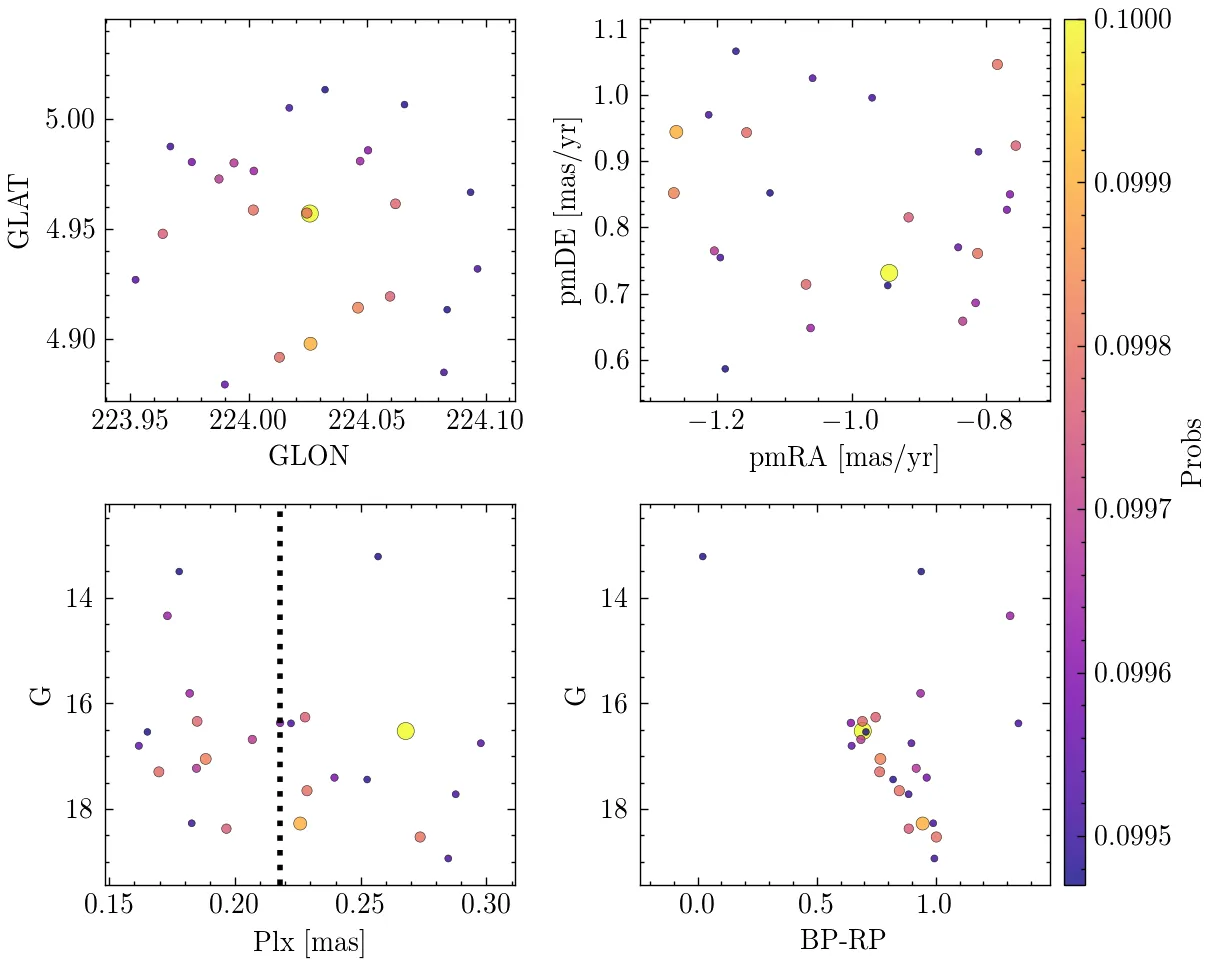 5.00
4.95
4.90
GLAT
223.95 224.00 224.05 224.10
GLON
1.1
1.0
0.9
0.8
0.7
0.6
pmDE [mas/yr]
−1.2 −1.0 −0.8
pmRA [mas/yr]
0.1000
0.0999
0.0998
0.0997
0.0996
0.0995
Probs
14
16
18
G
0.15 0.20 0.25 0.30
Plx [mas]
14
16
18
G
0.0 0.5 1.0
BP-RP